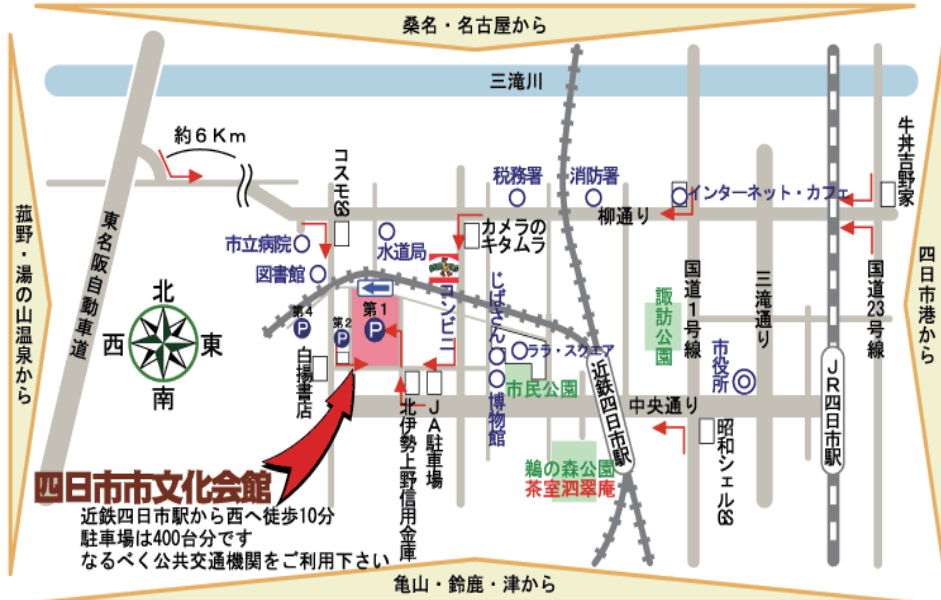 桑名・名古屋から
三滝川
約6Km
コスモGS
税務署
消防署
インターネット・カフェ
牛丼吉野家
柳通り
市立病院
水道局
カメラの
キタムラ
図書館
コンビニ
じばさん
菰野・湯の山温泉から
東名阪自動車道
四日市港から
国道1号線
三滝通り
国道23号線
諏訪公園
北
西
東
南
第4
P
第2
P
第1
P
白揚書店
ララ・スクエア
市民公園
博物館
市役所
近鉄四日市駅
JR四日市駅
中央通り
JA駐車場
北伊勢上野信用金庫
昭和シェルGS
鵜の森公園
茶室泗翠庵
四日市市文化会館
近鉄四日市駅から西へ徒歩10分
駐車場は400台分です
なるべく公共交通機関をご利用下さい
亀山・鈴鹿・津から